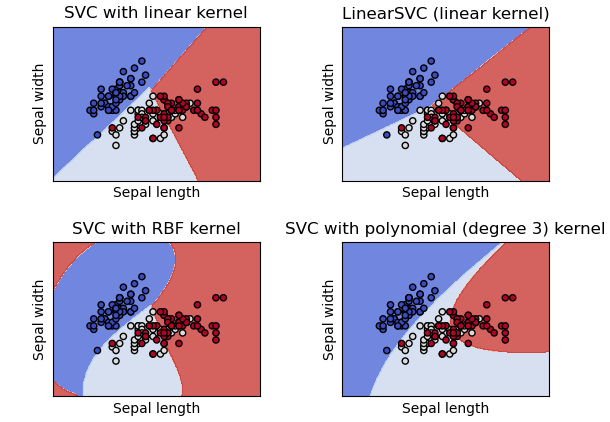 SVC with linear kernel
LinearSVC (linear kernel)
Sepal width
Sepal length
Sepal width
Sepal length
SVC with RBF kernel
SVC with polynomial (degree 3) kernel
Sepal width
Sepal length
Sepal width
Sepal length